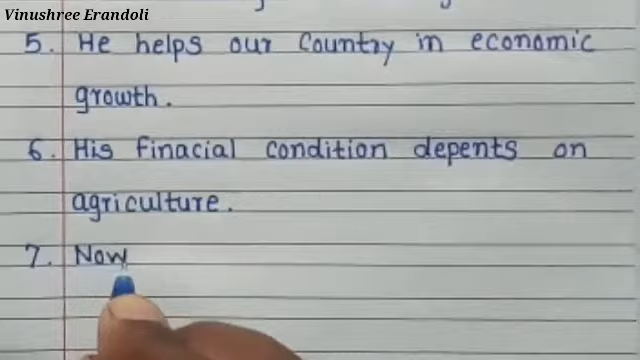 Vinushree Erandoli
5. He helps our Country in economic
growth.
6. His finacial condition depents on
agriculture.
7. Now